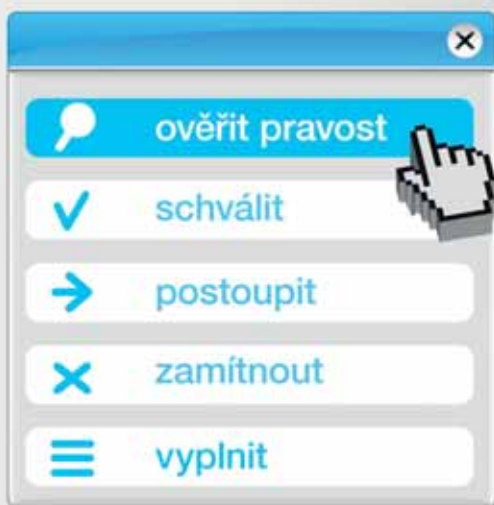 ověřit pravost
schválit
postoupit
zamítnout
vyplnit